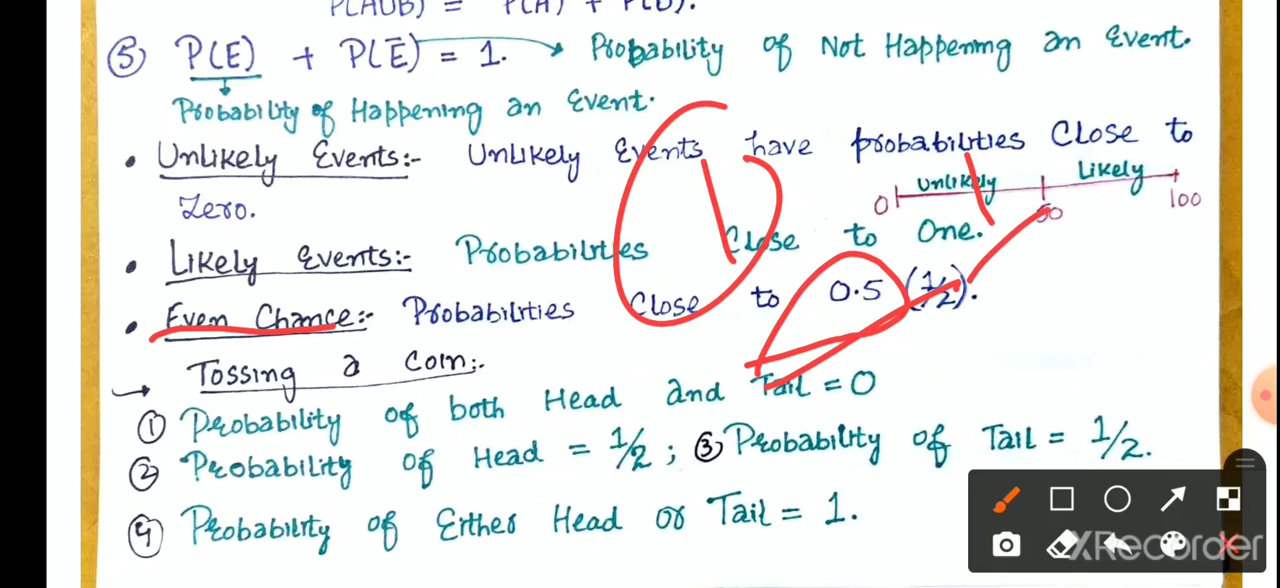 P(AUB) = P(A) + P(B).
⑤ P(E) + P(Ē) = 1. → Probability of Not Happening an Event.
Probability of Happening an Event.
• Unlikely Events:- Unlikely Events have probabilities Close to
Zero.
0 Unlikely 50 Likely 100
• Likely Events:- Probabilities Close to One.
• Even Chance:- Probabilities Close to 0.5 (1/2).
→ Tossing a Coin:-
① Probability of both Head and Tail = 0
② Probability of Head = 1/2 ; ③ Probability of Tail = 1/2.
④ Probability of Either Head or Tail = 1.
XRecorder